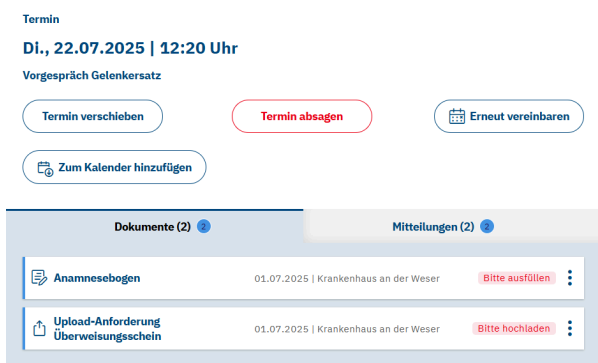 Termin
Di., 22.07.2025 | 12:20 Uhr
Vorgespräch Gelenkersatz
Termin verschieben
Termin absagen
Erneut vereinbaren
Zum Kalender hinzufügen
Dokumente (2) 2
Mitteilungen (2) 2
Anamnesebogen 01.07.2025 | Krankenhaus an der Weser Bitte ausfüllen
Upload-Anforderung
Überweisungsschein 01.07.2025 | Krankenhaus an der Weser Bitte hochladen